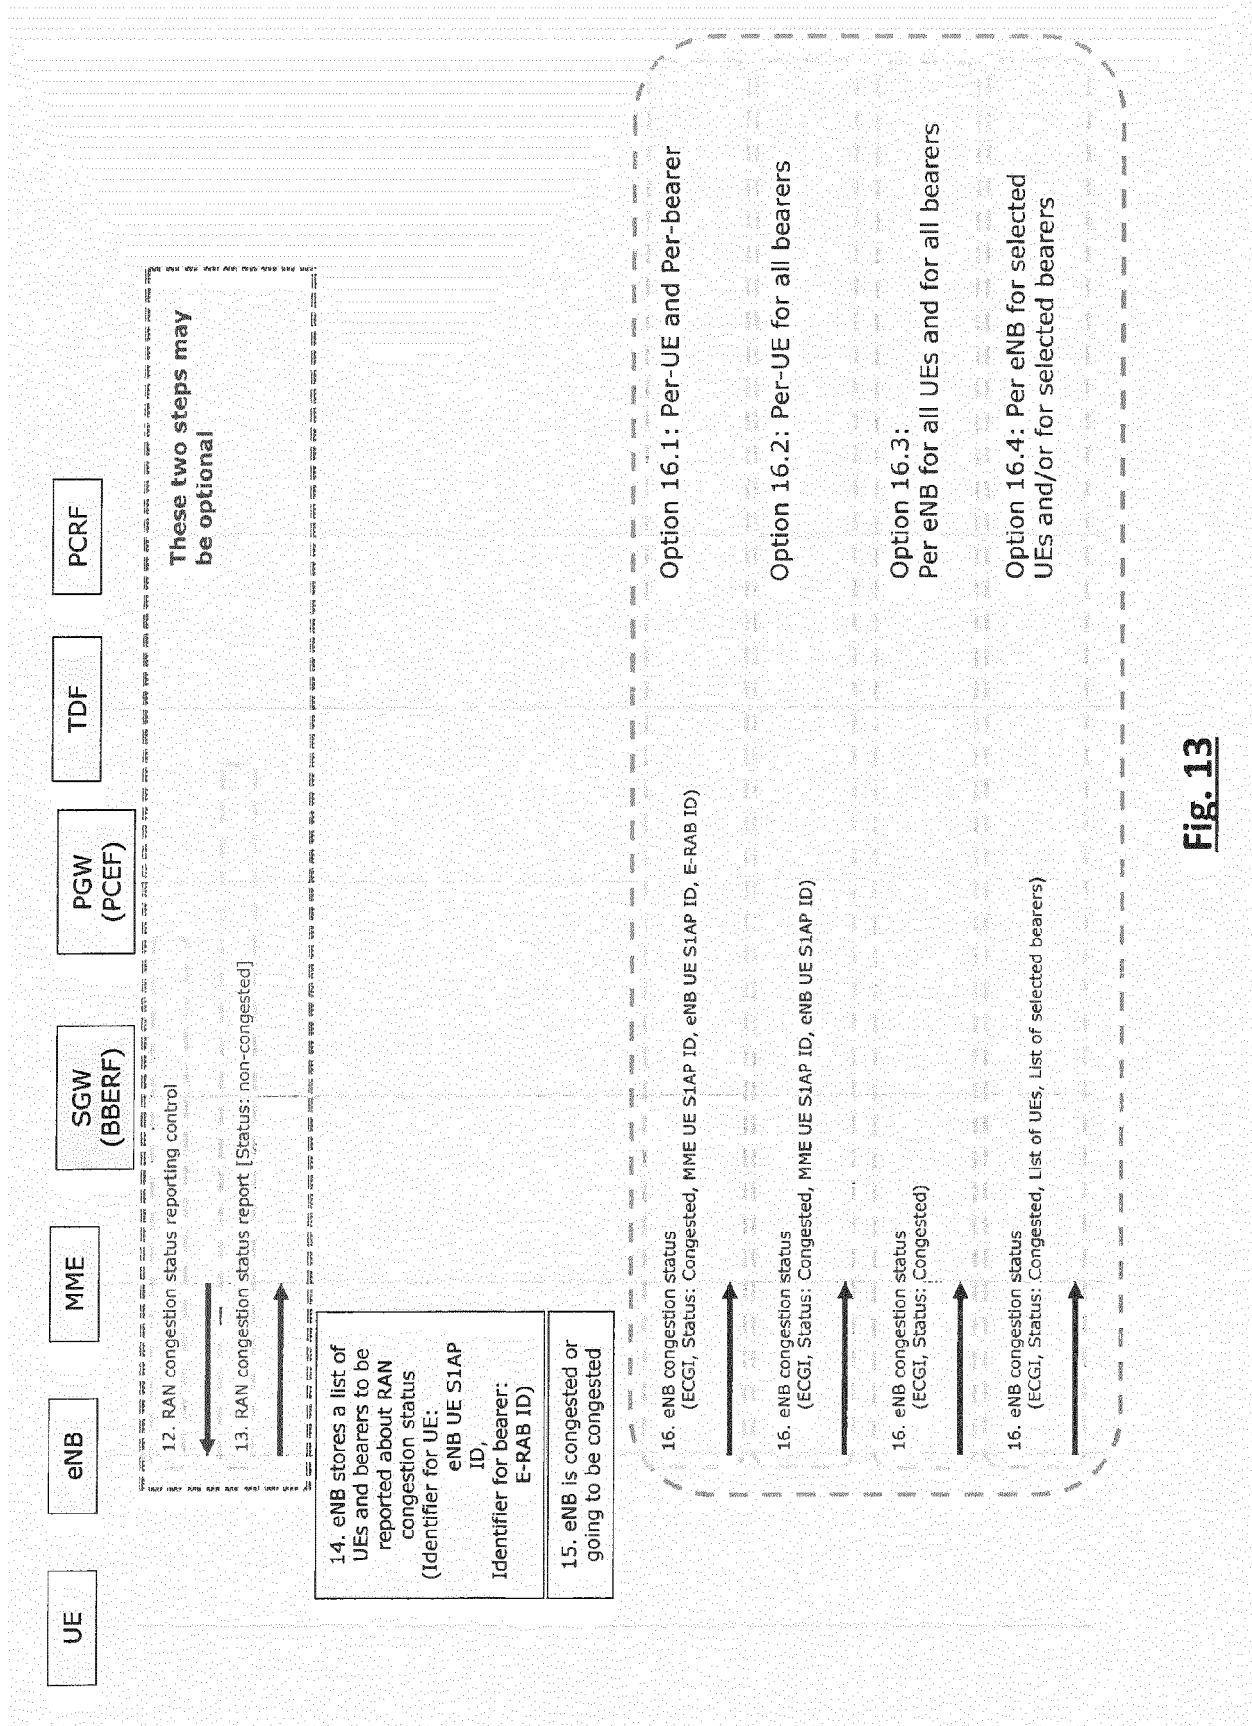 UE
eNB
MME
SGW
(BBERF)
PGW
(PCEF)
TDF
PCRF
12. RAN congestion status reporting control
13. RAN congestion status report [Status: non-congested]
These two steps may
be optional
14. eNB stores a list of
UEs and bearers to be
reported about RAN
congestion status
(Identifier for UE:
eNB UE S1AP
ID,
Identifier for bearer:
E-RAB ID)
15. eNB is congested or
going to be congested
16. eNB congestion status
(ECGI, Status: Congested, MME UE S1AP ID, eNB UE S1AP ID, E-RAB ID)
Option 16.1: Per-UE and Per-bearer
16. eNB congestion status
(ECGI, Status: Congested, MME UE S1AP ID, eNB UE S1AP ID)
Option 16.2: Per-UE for all bearers
16. eNB congestion status
(ECGI, Status: Congested)
Option 16.3:
Per eNB for all UEs and for all bearers
16. eNB congestion status
(ECGI, Status: Congested, List of UEs, List of selected bearers)
Option 16.4: Per eNB for selected
UEs and/or for selected bearers
Fig. 13